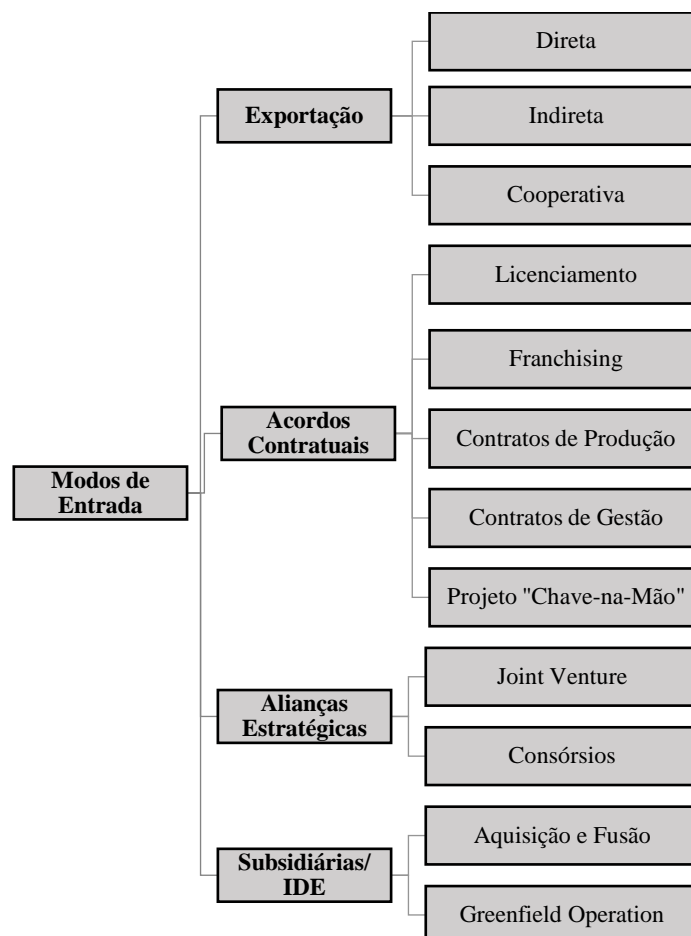 Modos de
Entrada
Exportação
Direta
Indireta
Cooperativa
Acordos
Contratuais
Licenciamento
Franchising
Contratos de Produção
Contratos de Gestão
Projeto "Chave-na-Mão"
Alianças
Estratégicas
Joint Venture
Consórsios
Subsidiárias/
IDE
Aquisição e Fusão
Greenfield Operation